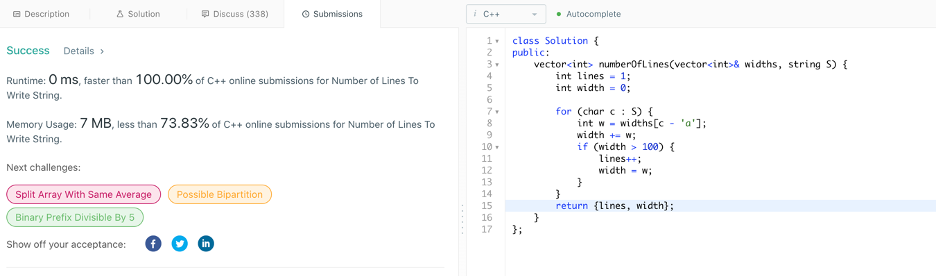 Description
Solution
Discuss (338)
Submissions
Success Details >
Runtime: 0 ms, faster than 100.00% of C++ online submissions for Number of Lines To
Write String.
Memory Usage: 7 MB, less than 73.83% of C++ online submissions for Number of Lines To
Write String.
Next challenges:
Split Array With Same Average
Possible Bipartition
Binary Prefix Divisible By 5
Show off your acceptance:
i C++
Autocomplete
1 class Solution {
2 public:
3     vector<int> numberOfLines(vector<int>& widths, string S) {
4         int lines = 1;
5         int width = 0;
6
7         for (char c : S) {
8             int w = widths[c - 'a'];
9             width += w;
10             if (width > 100) {
11                 lines++;
12                 width = w;
13             }
14         }
15         return {lines, width};
16     }
17 };